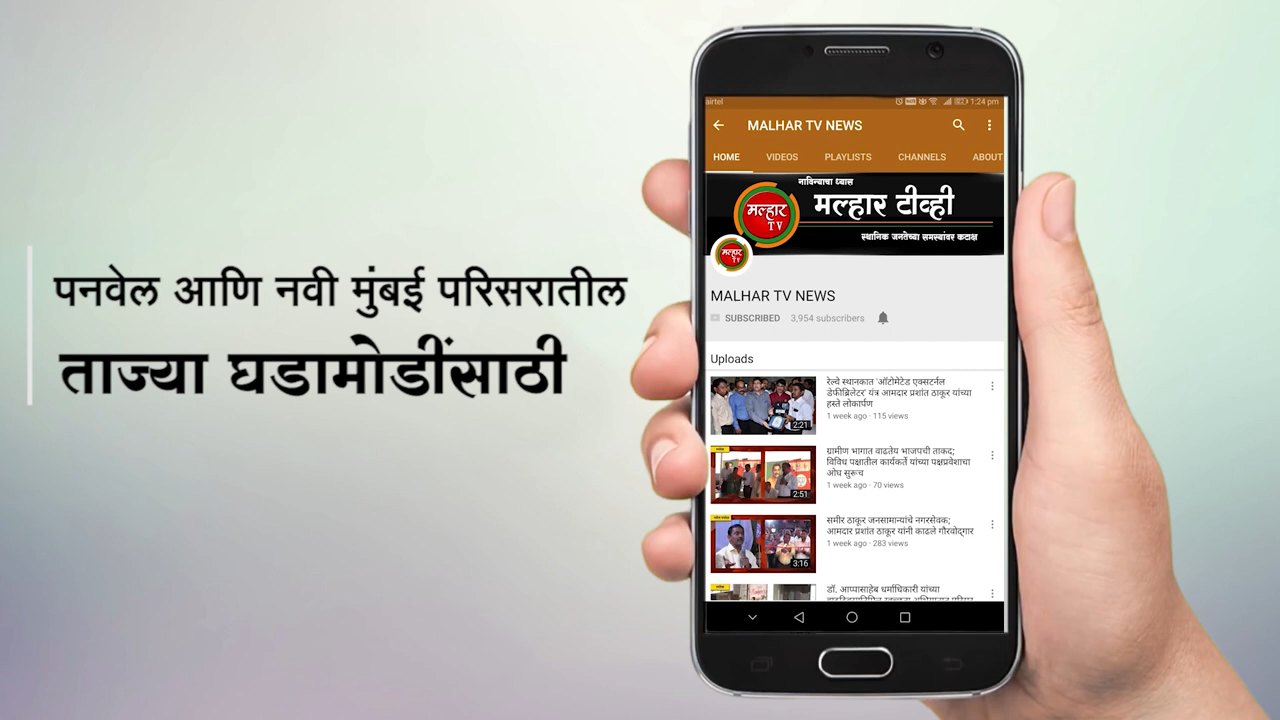 पनवेल आणि नवी मुंबई परिसरातील
ताज्या घडामोडींसाठी
airtel
1:24 pm
MALHAR TV NEWS
HOME VIDEOS PLAYLISTS CHANNELS ABOUT
नाविन्याचा ध्यास
मल्हार टीव्ही
मल्हार
TV
स्थानिक जनतेच्या समस्यांवर कटाक्ष
मल्हार
TV
MALHAR TV NEWS
SUBSCRIBED 3,954 subscribers
Uploads
रेल्वे स्थानकात 'ऑटोमेटेड एक्सटर्नल
डेफीब्रिलेटर' यंत्र आमदार प्रशांत ठाकूर यांच्या
हस्ते लोकार्पण
1 week ago · 115 views
2:21
ग्रामीण भागात वाढतेय भाजपची ताकद;
विविध पक्षातील कार्यकर्ते यांच्या पक्षप्रवेशाचा
ओघ सुरूच
1 week ago · 70 views
2:51
समीर ठाकूर जनसामान्यांचे नगरसेवक;
आमदार प्रशांत ठाकूर यांनी काढले गौरवोद्गार
1 week ago · 283 views
3:16
डॉ. आप्पासाहेब धर्माधिकारी यांच्या